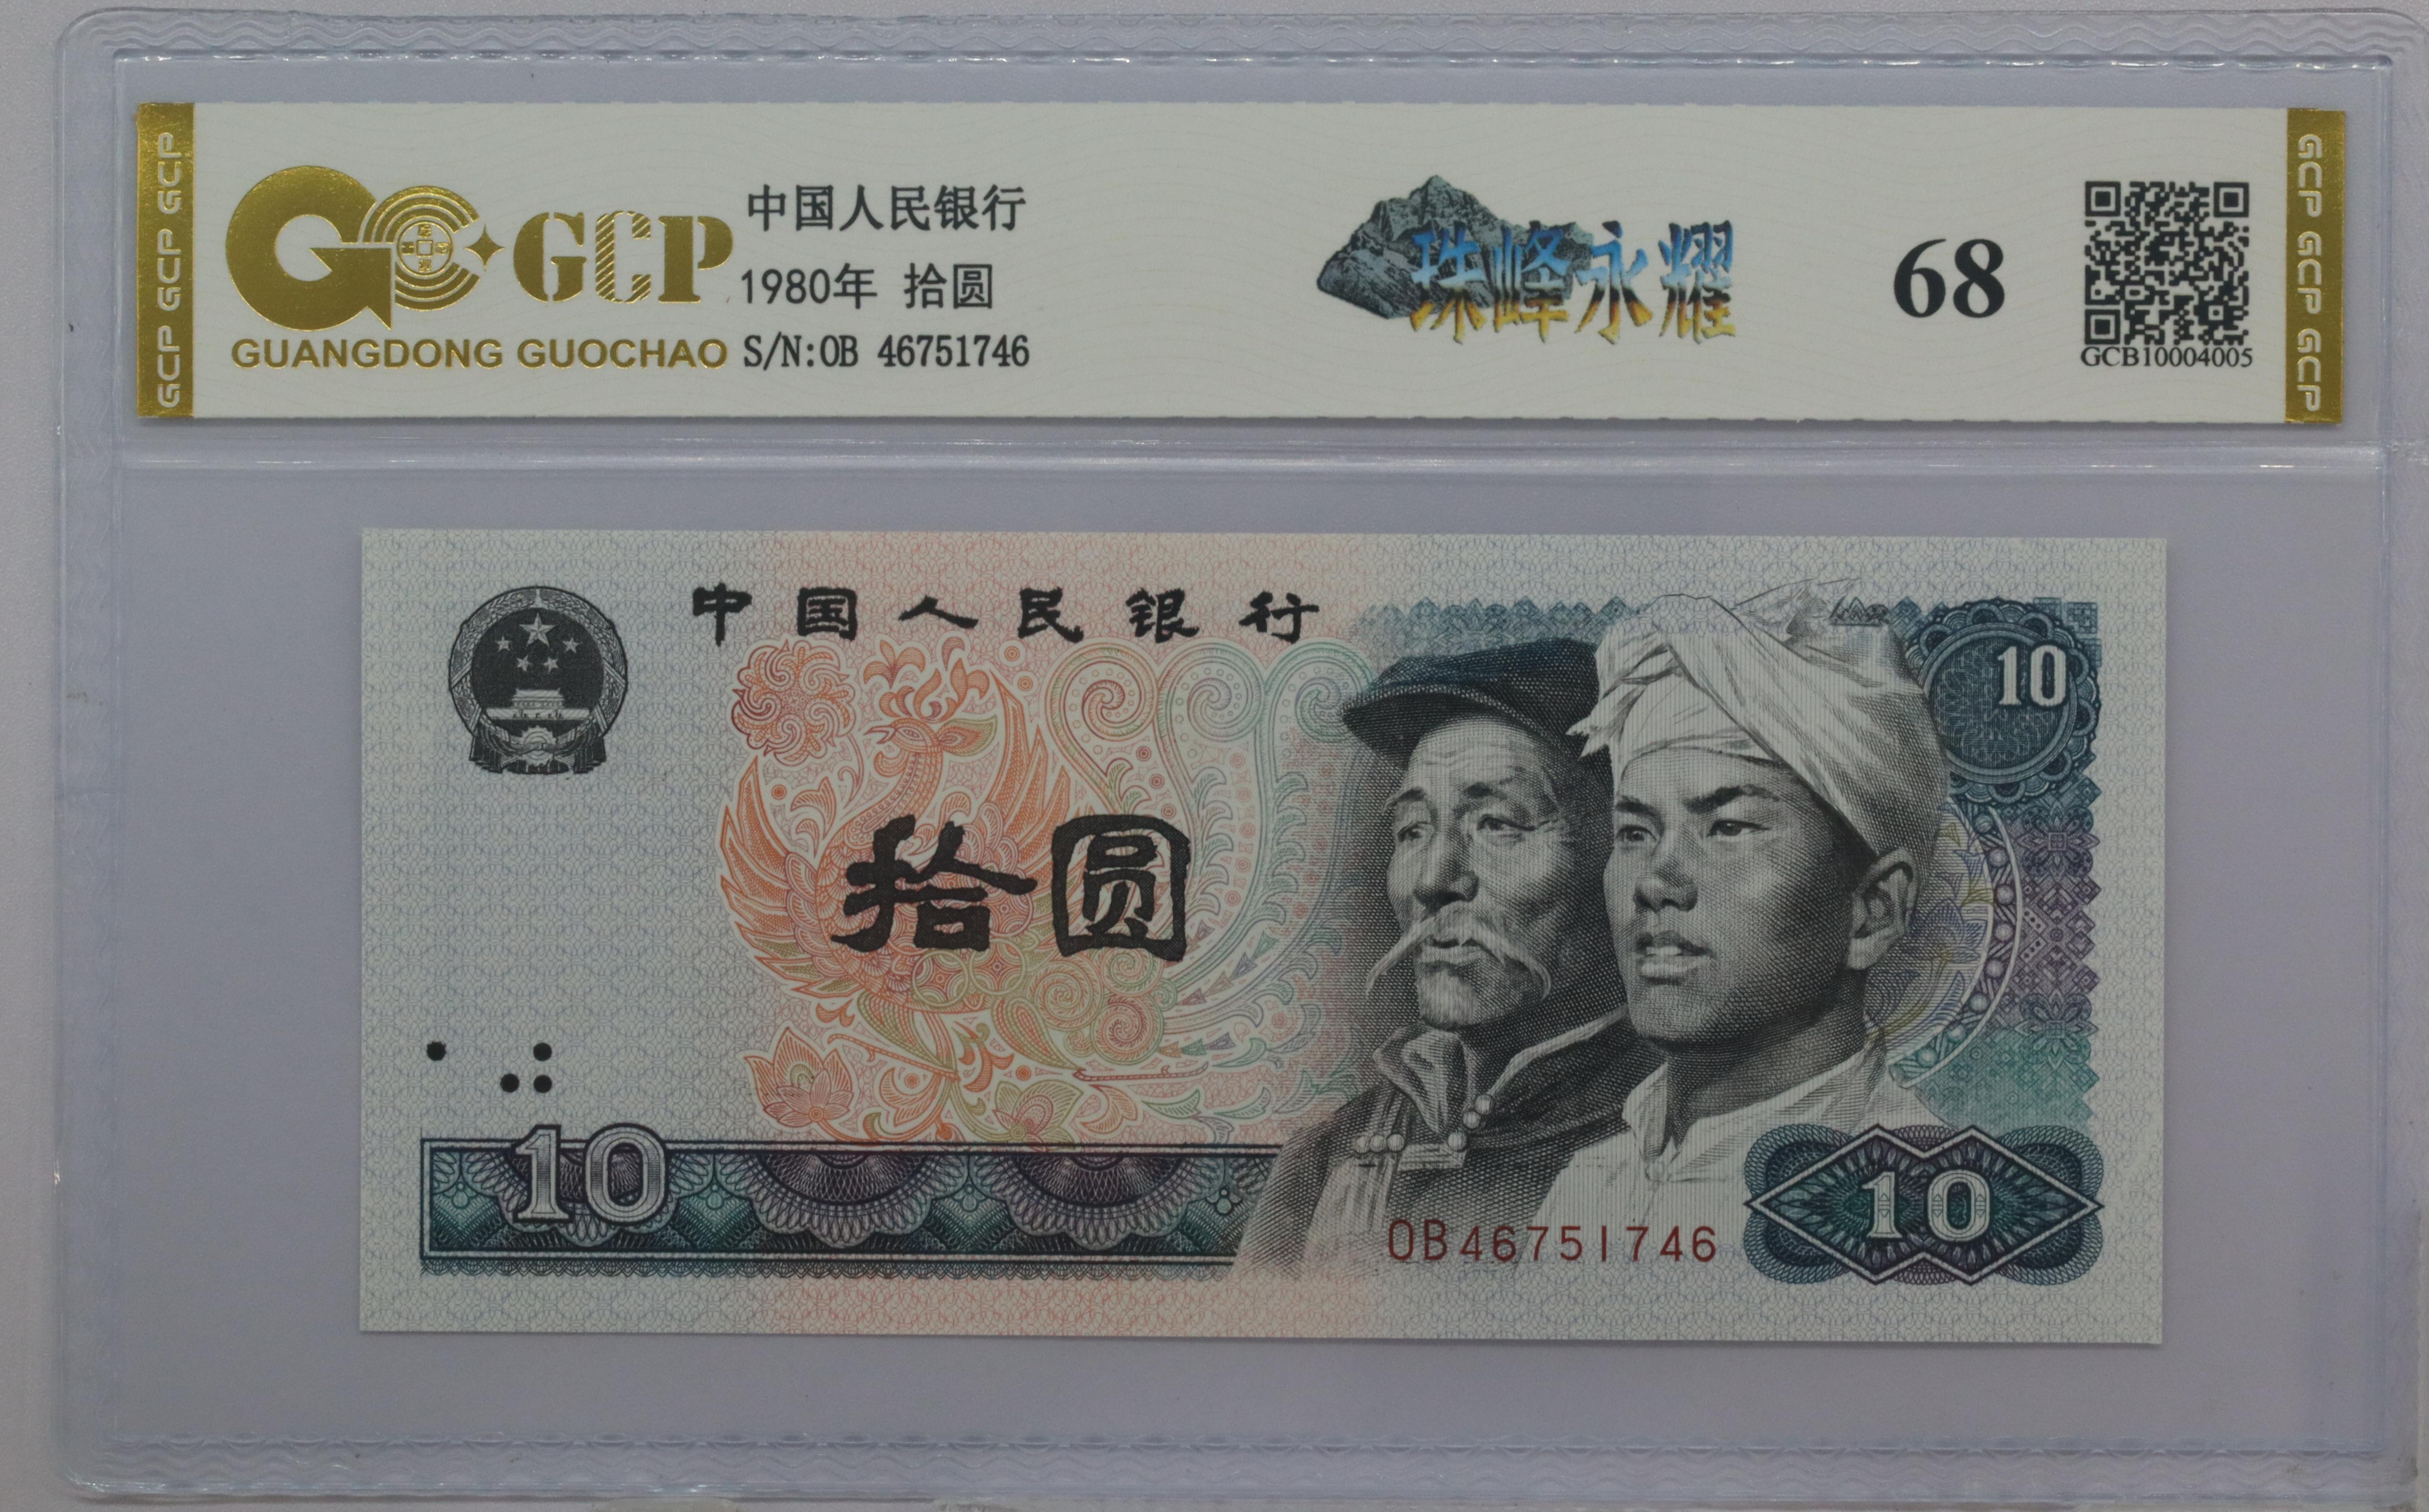 GCP GCP GCP
GCP
GUANGDONG GUOCHAO
中国人民银行
1980年 拾圆
S/N:OB 46751746
珠峰永耀
68
GCB10004005
GCP GCP GCP
中国人民银行
10
拾圆
10
OB46751746
10